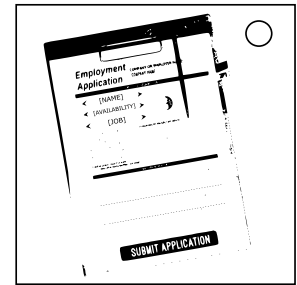 Employment
Application
[NAME]
[AVAILABILITY]
[JOB]
SUBMIT APPLICATION